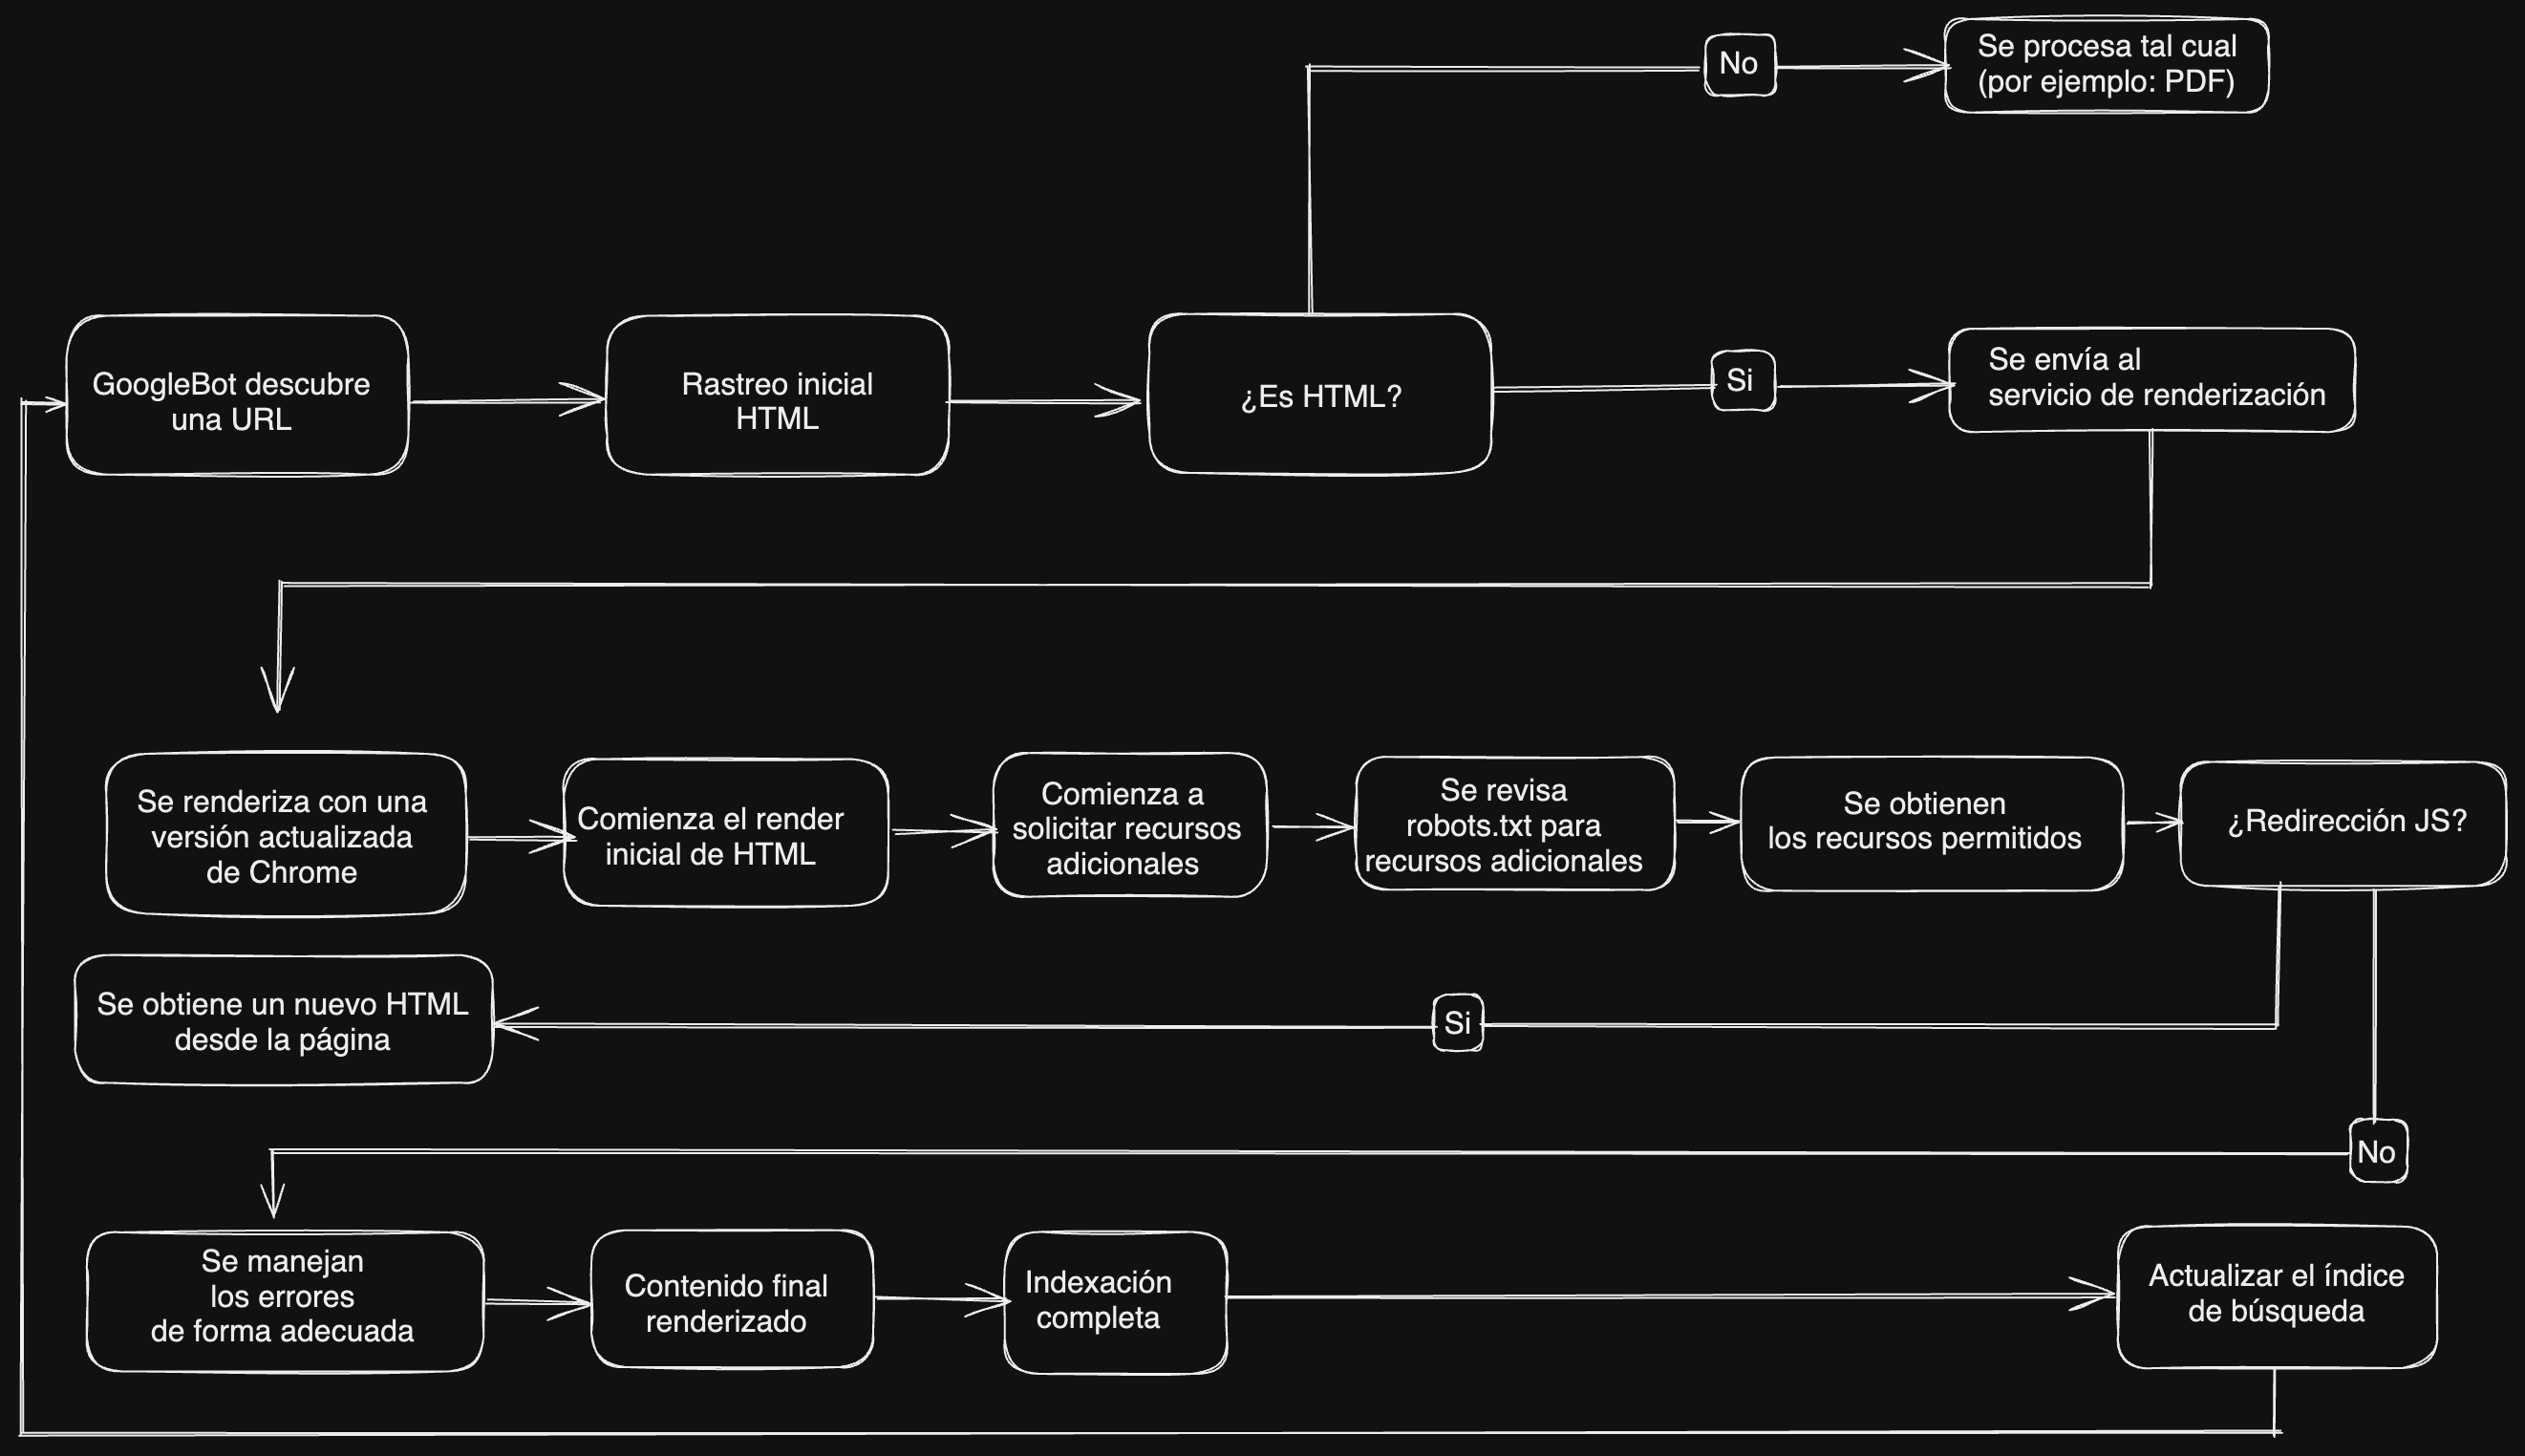 No
Se procesa tal cual
(por ejemplo: PDF)
GoogleBot descubre
una URL
Rastreo inicial
HTML
¿Es HTML?
Si
Se envía al
servicio de renderización
Se renderiza con una
versión actualizada
de Chrome
Comienza el render
inicial de HTML
Comienza a
solicitar recursos
adicionales
Se revisa
robots.txt para
recursos adicionales
Se obtienen
los recursos permitidos
¿Redirección JS?
Se obtiene un nuevo HTML
desde la página
Si
No
Se manejan
los errores
de forma adecuada
Contenido final
renderizado
Indexación
completa
Actualizar el índice
de búsqueda